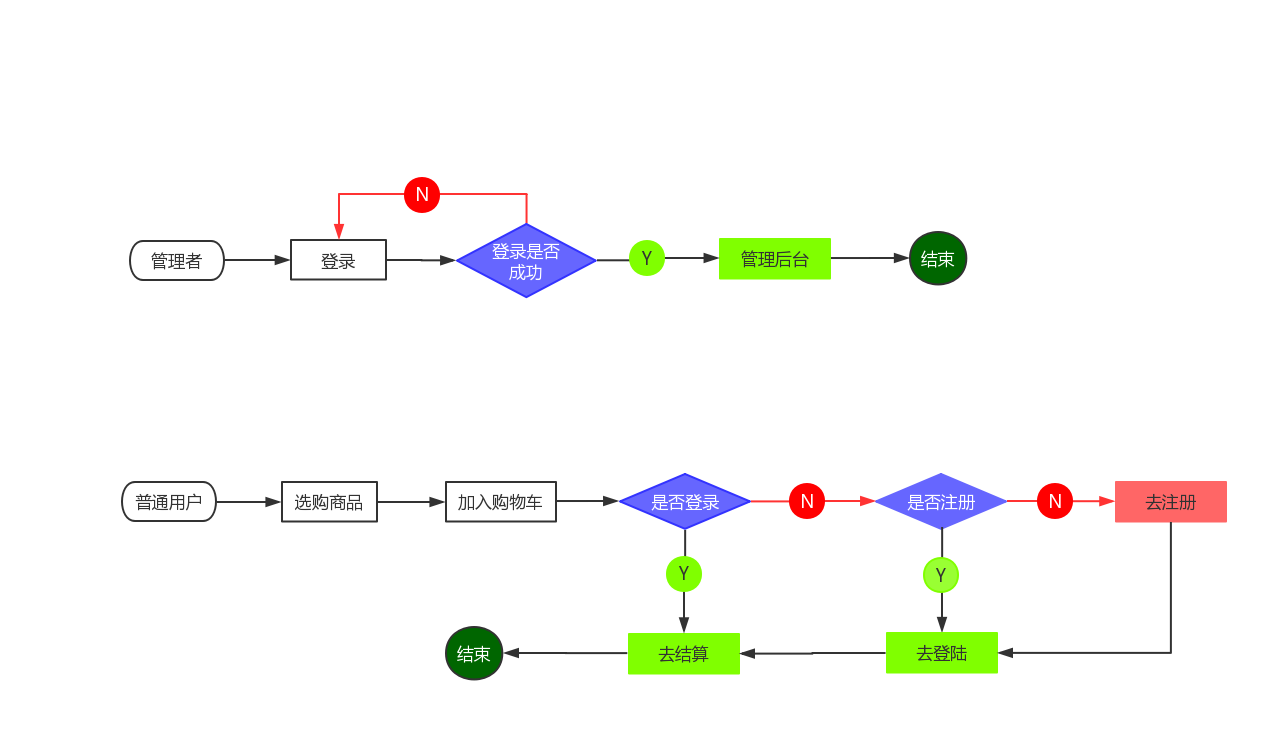 N
管理者
登录
登录是否
成功
Y
管理后台
结束
普通用户
选购商品
加入购物车
是否登录
N
是否注册
N
去注册
Y
Y
结束
去结算
去登陆